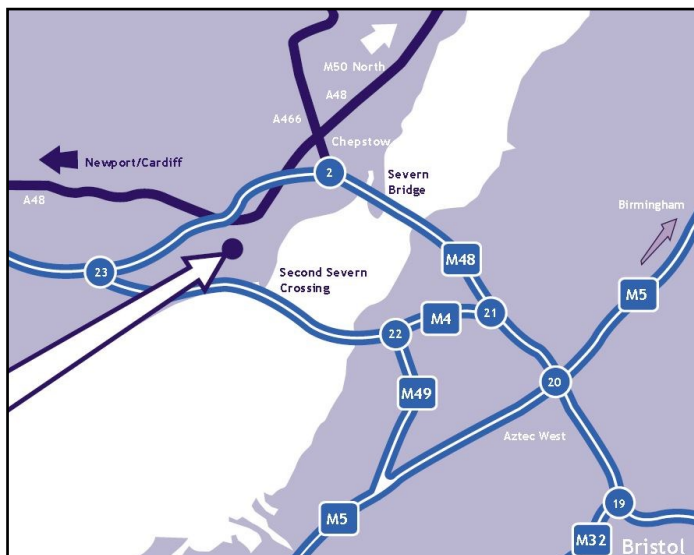 M50 North
A48
A466
Chepstow
Newport/Cardiff
2
Severn
Bridge
A48
Birmingham
M48
23
Second Severn
Crossing
M5
M4
21
22
20
M49
Aztec West
19
M5
M32
Bristol